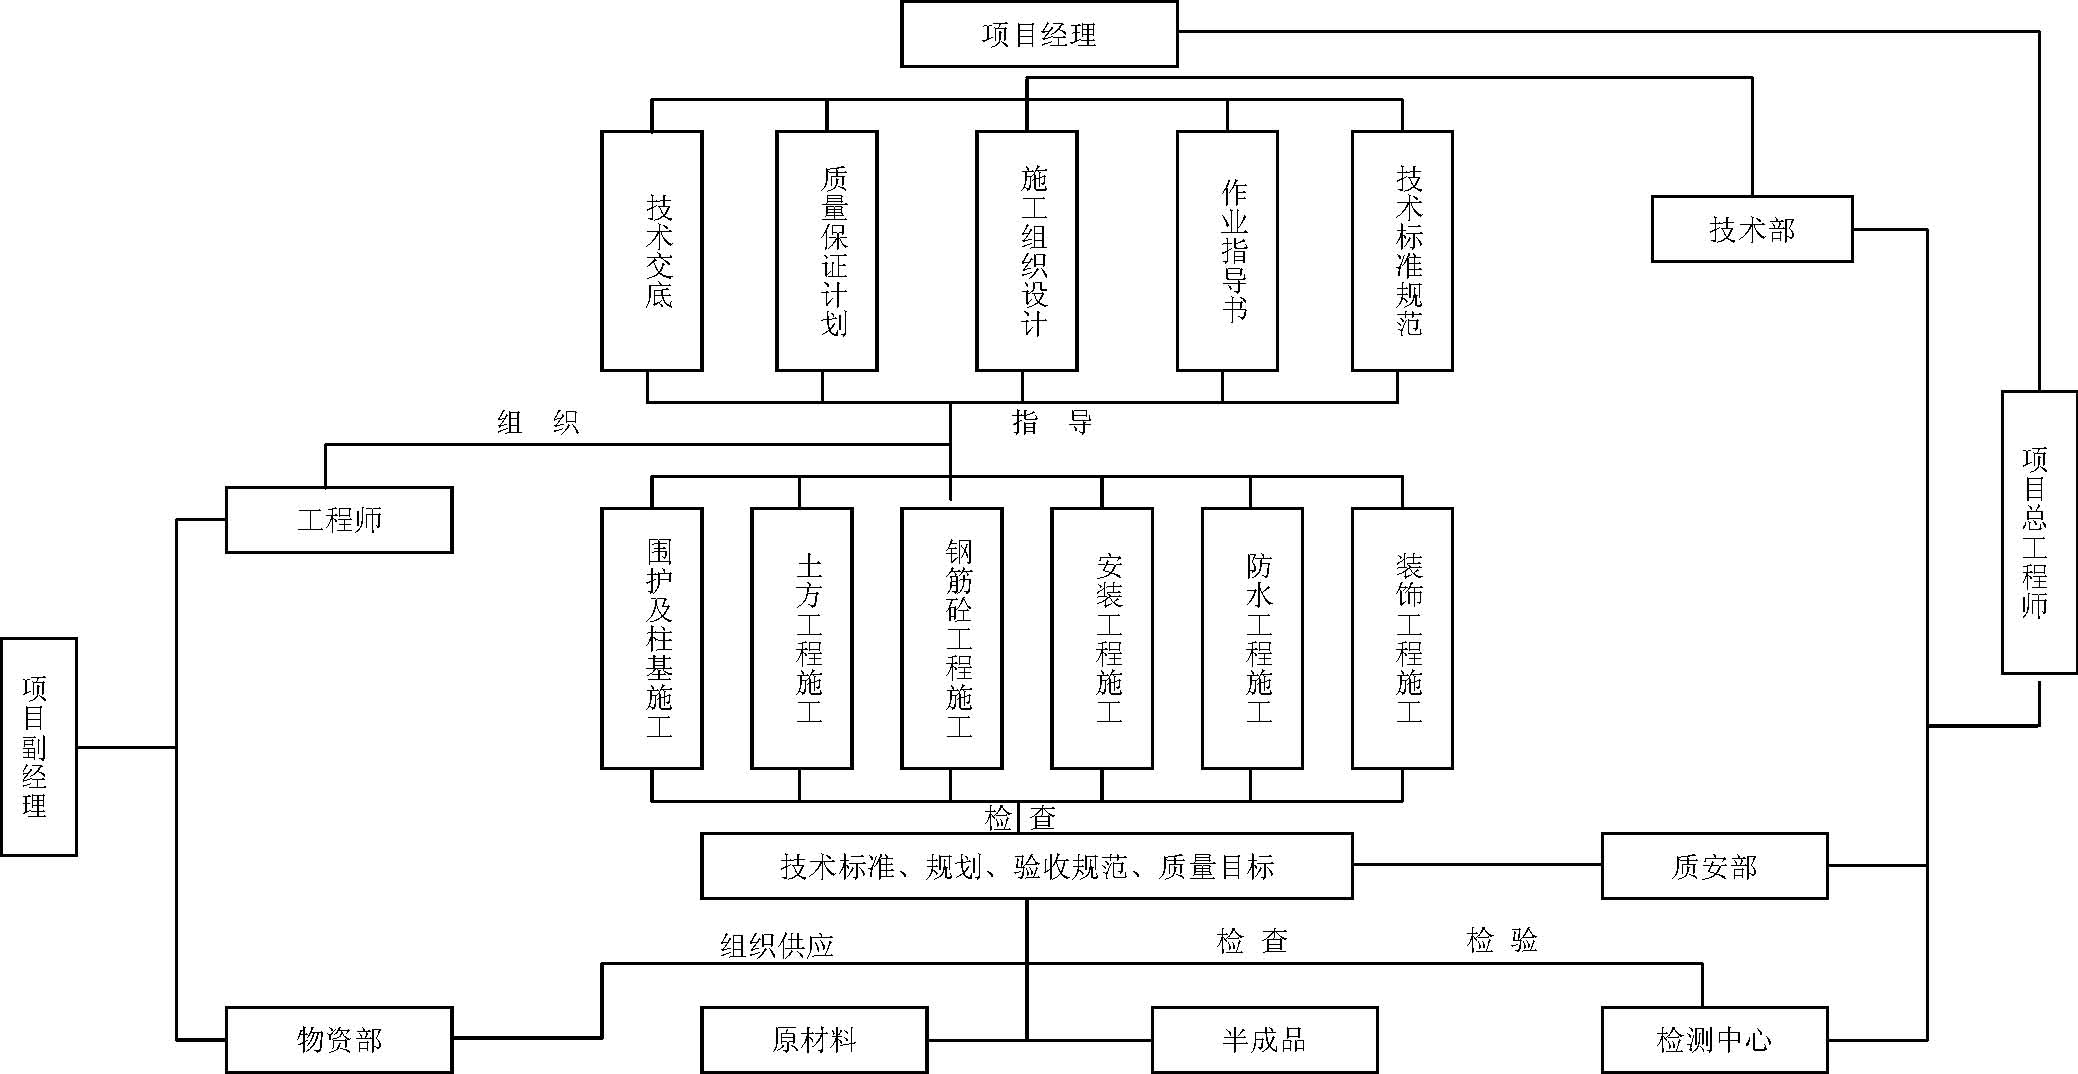 项目经理
技术交底
质量保证计划
施工组织设计
作业指导书
技术标准规范
技术部
组 织
指 导
工程师
项目总工程师
围护及柱基施工
土方工程施工
钢筋砼工程施工
安装工程施工
防水工程施工
装饰工程施工
项目副经理
检 查
技术标准、规划、验收规范、质量目标
质安部
组织供应
检 查
检 验
物资部
原材料
半成品
检测中心